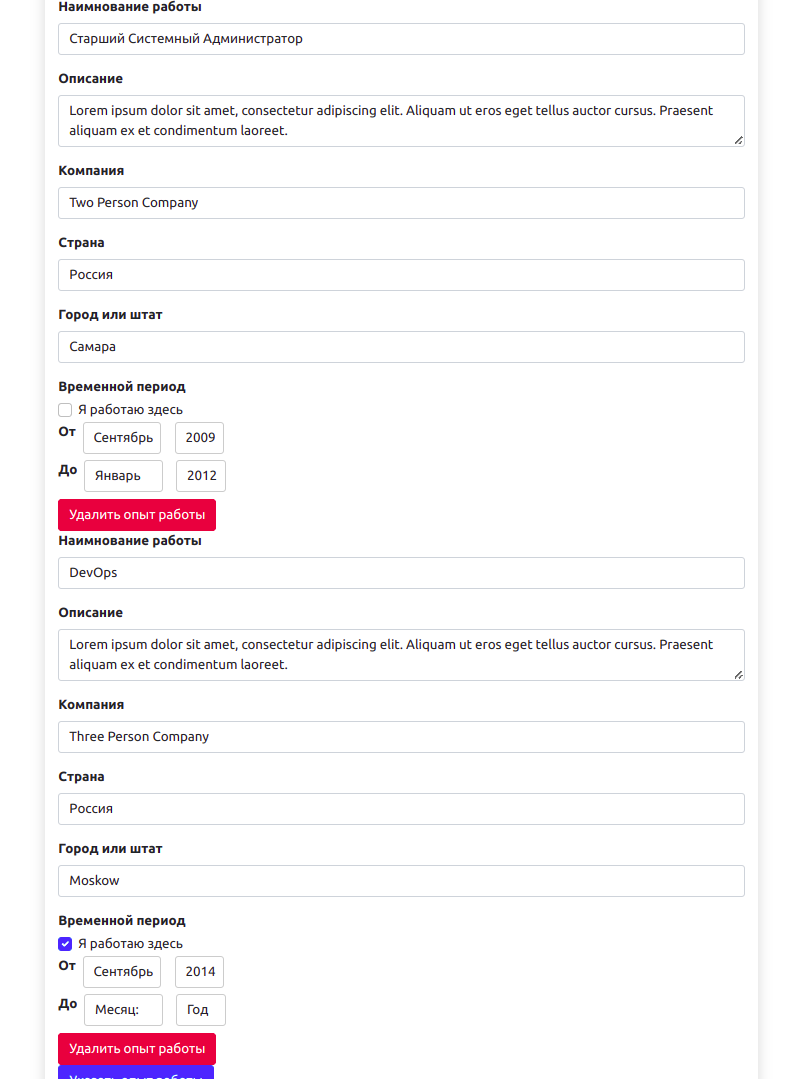 Наимнование работы
Старший Системный Администратор
Описание
Lorem ipsum dolor sit amet, consectetur adipiscing elit. Aliquam ut eros eget tellus auctor cursus. Praesent
aliquam ex et condimentum laoreet.
Компания
Two Person Company
Страна
Россия
Город или штат
Самара
Временной период
Я работаю здесь
От Сентябрь 2009
До Январь 2012
Удалить опыт работы
Наимнование работы
DevOps
Описание
Lorem ipsum dolor sit amet, consectetur adipiscing elit. Aliquam ut eros eget tellus auctor cursus. Praesent
aliquam ex et condimentum laoreet.
Компания
Three Person Company
Страна
Россия
Город или штат
Moskow
Временной период
Я работаю здесь
От Сентябрь 2014
До Месяц: Год
Удалить опыт работы
опыт работы